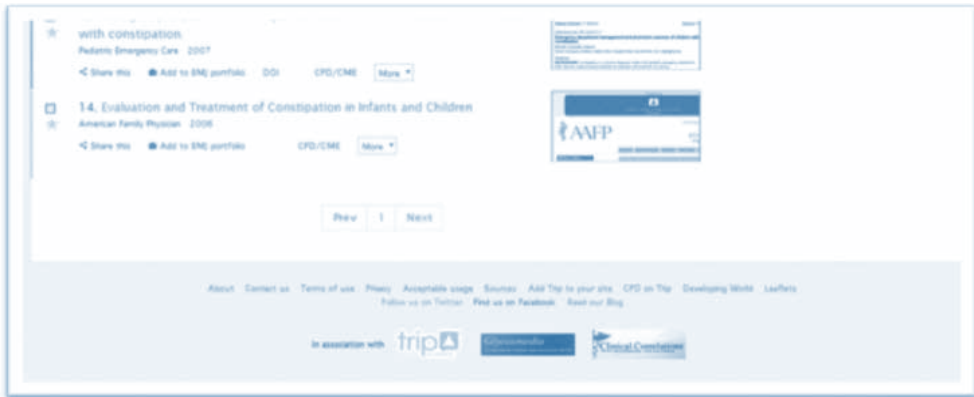 with constipation
Pediatric Emergency Care 2007
Share this Add to BMJ portfolio DOI CPD/CME More
14. Evaluation and Treatment of Constipation in Infants and Children
American Family Physician 2006
Share this Add to BMJ portfolio CPD/CME More
AAFP
Prev 1 Next
About Contact us Terms of use Privacy Acceptable usage Sources Add Trip to your site CPD on Trip Developing World Leaflets
Follow us on Twitter Find us on Facebook Read our Blog
In association with trip Clinical Correlations